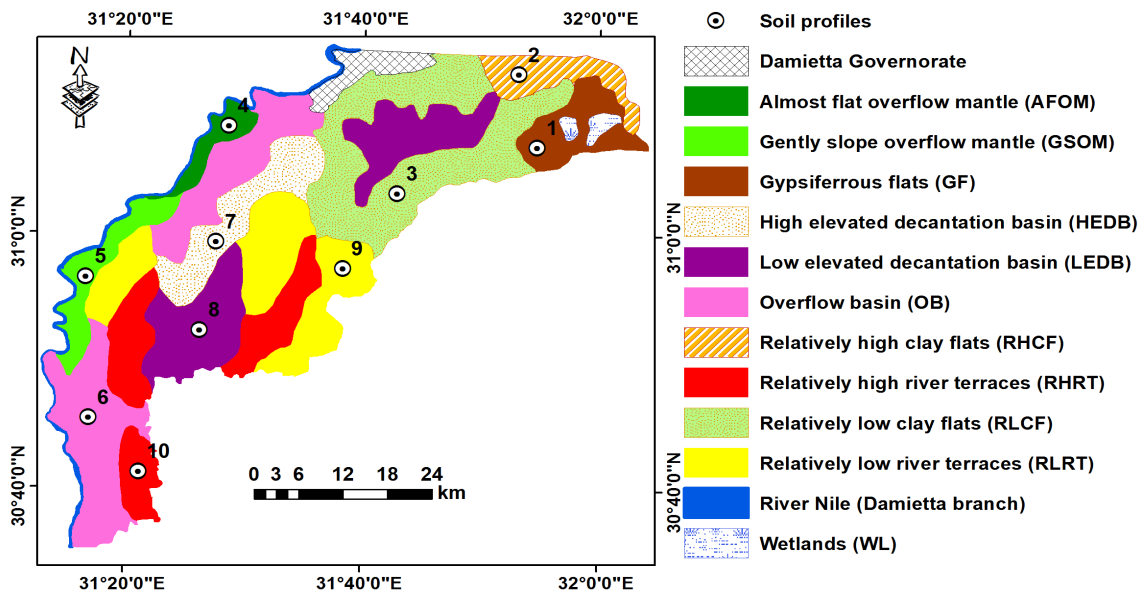 31°20'0"E 31°40'0"E 32°0'0"E
N
2
4
1
3
7
9
5
8
6
10
31°0'0"N
30°40'0"N
31°0'0"N
30°40'0"N
0 3 6 12 18 24
km
31°20'0"E 31°40'0"E 32°0'0"E
Soil profiles
Damietta Governorate
Almost flat overflow mantle (AFOM)
Gently slope overflow mantle (GSOM)
Gypsiferrous flats (GF)
High elevated decantation basin (HEDB)
Low elevated decantation basin (LEDB)
Overflow basin (OB)
Relatively high clay flats (RHCF)
Relatively high river terraces (RHRT)
Relatively low clay flats (RLCF)
Relatively low river terraces (RLRT)
River Nile (Damietta branch)
Wetlands (WL)